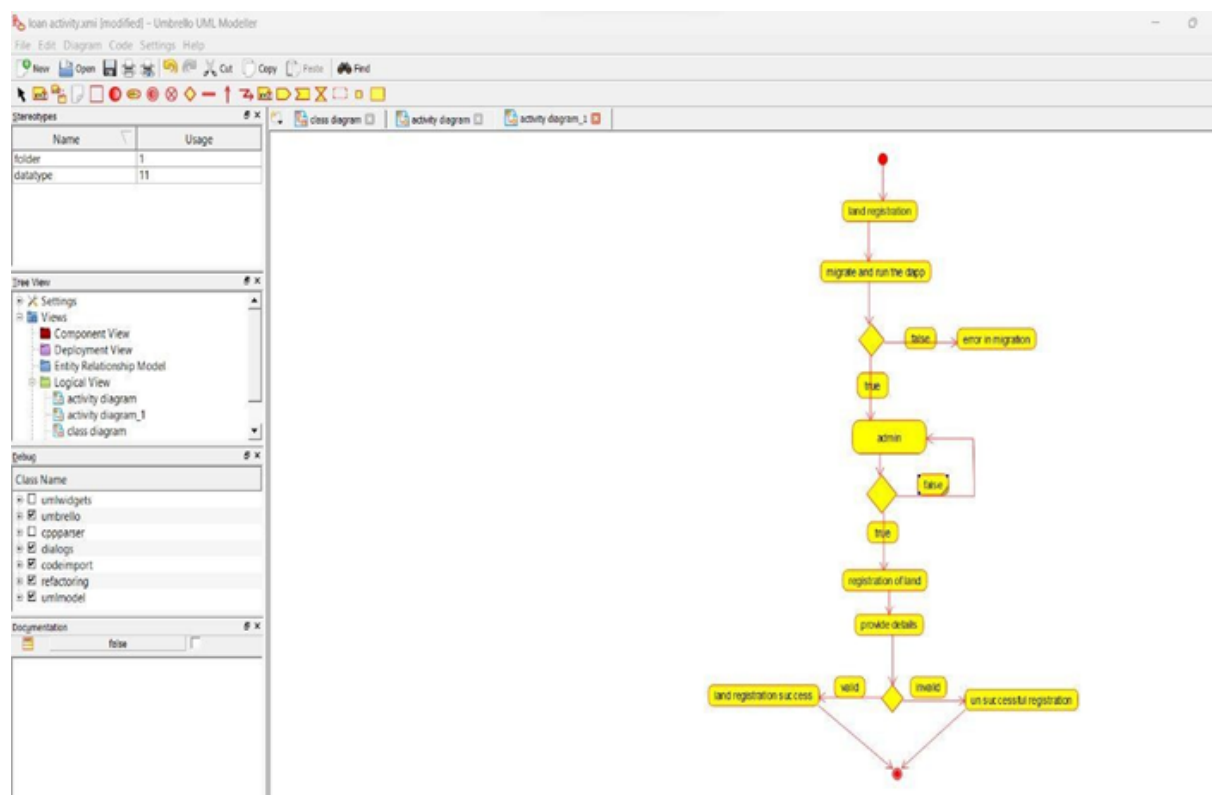 loan activity.xmi [modified] – Umbrello UML Modeller
File Edit Diagram Code Settings Help
New Open Cut Copy Paste Find
Stereotypes
class diagram activity diagram activity diagram_1
Name Usage
folder 1
datatype 11
Tree View
Settings
Views
Component View
Deployment View
Entity Relationship Model
Logical View
activity diagram
activity diagram_1
class diagram
Debug
Class Name
umlwidgets
umbrello
cppparser
dialogs
codeimport
refactoring
umlmodel
Documentation
false
land registration
migrate and run the dapp
false error in migration
true
admin
false
true
registration of land
provide details
valid invalid
land registration success un successful registration